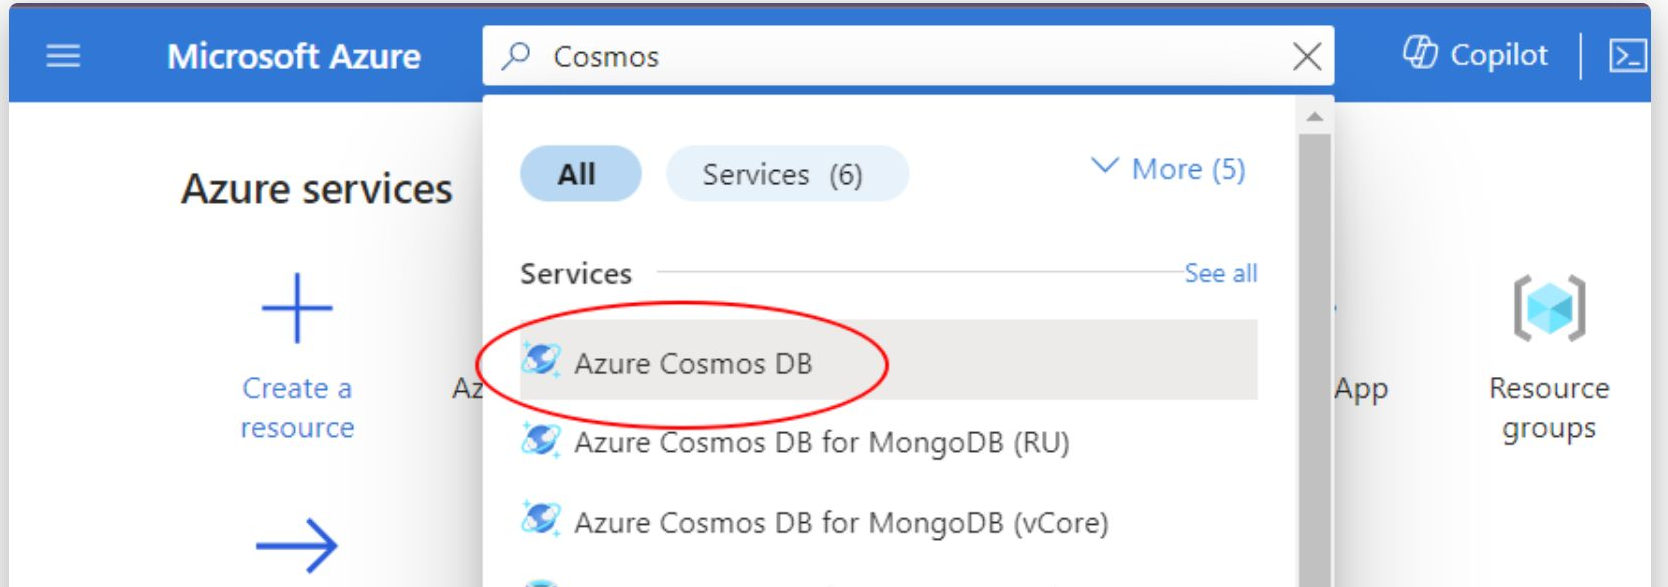 Microsoft Azure
Cosmos
Copilot
All
Services (6)
More (5)
Azure services
Services
See all
Azure Cosmos DB
Create a
resource
Az
App
Resource
groups
Azure Cosmos DB for MongoDB (RU)
Azure Cosmos DB for MongoDB (vCore)